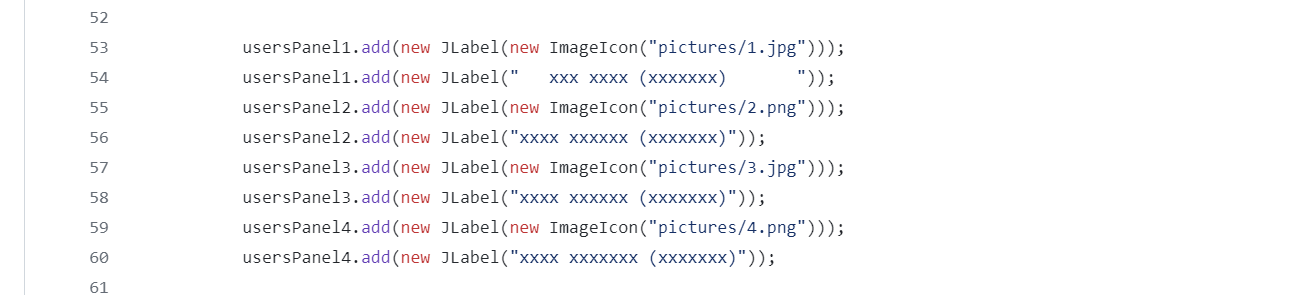 52
53 usersPanel1.add(new JLabel(new ImageIcon("pictures/1.jpg")));
54 usersPanel1.add(new JLabel("   xxx xxxx (xxxxxxx)       "));
55 usersPanel2.add(new JLabel(new ImageIcon("pictures/2.png")));
56 usersPanel2.add(new JLabel("xxxx xxxxxx (xxxxxxx)"));
57 usersPanel3.add(new JLabel(new ImageIcon("pictures/3.jpg")));
58 usersPanel3.add(new JLabel("xxxx xxxxxx (xxxxxxx)"));
59 usersPanel4.add(new JLabel(new ImageIcon("pictures/4.png")));
60 usersPanel4.add(new JLabel("xxxx xxxxxxx (xxxxxxx)"));
61